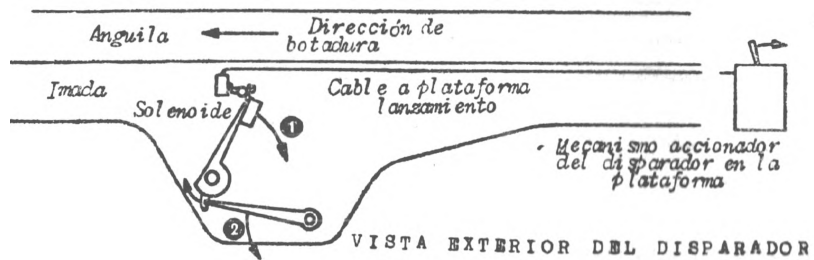 Anguila
Dirección de
botadura
Imada
Solenoide
Cable a plataforma
lanzamiento
1
2
Mecanismo accionador
del disparador en la
plataforma
VISTA EXTERIOR DEL DISPARADOR